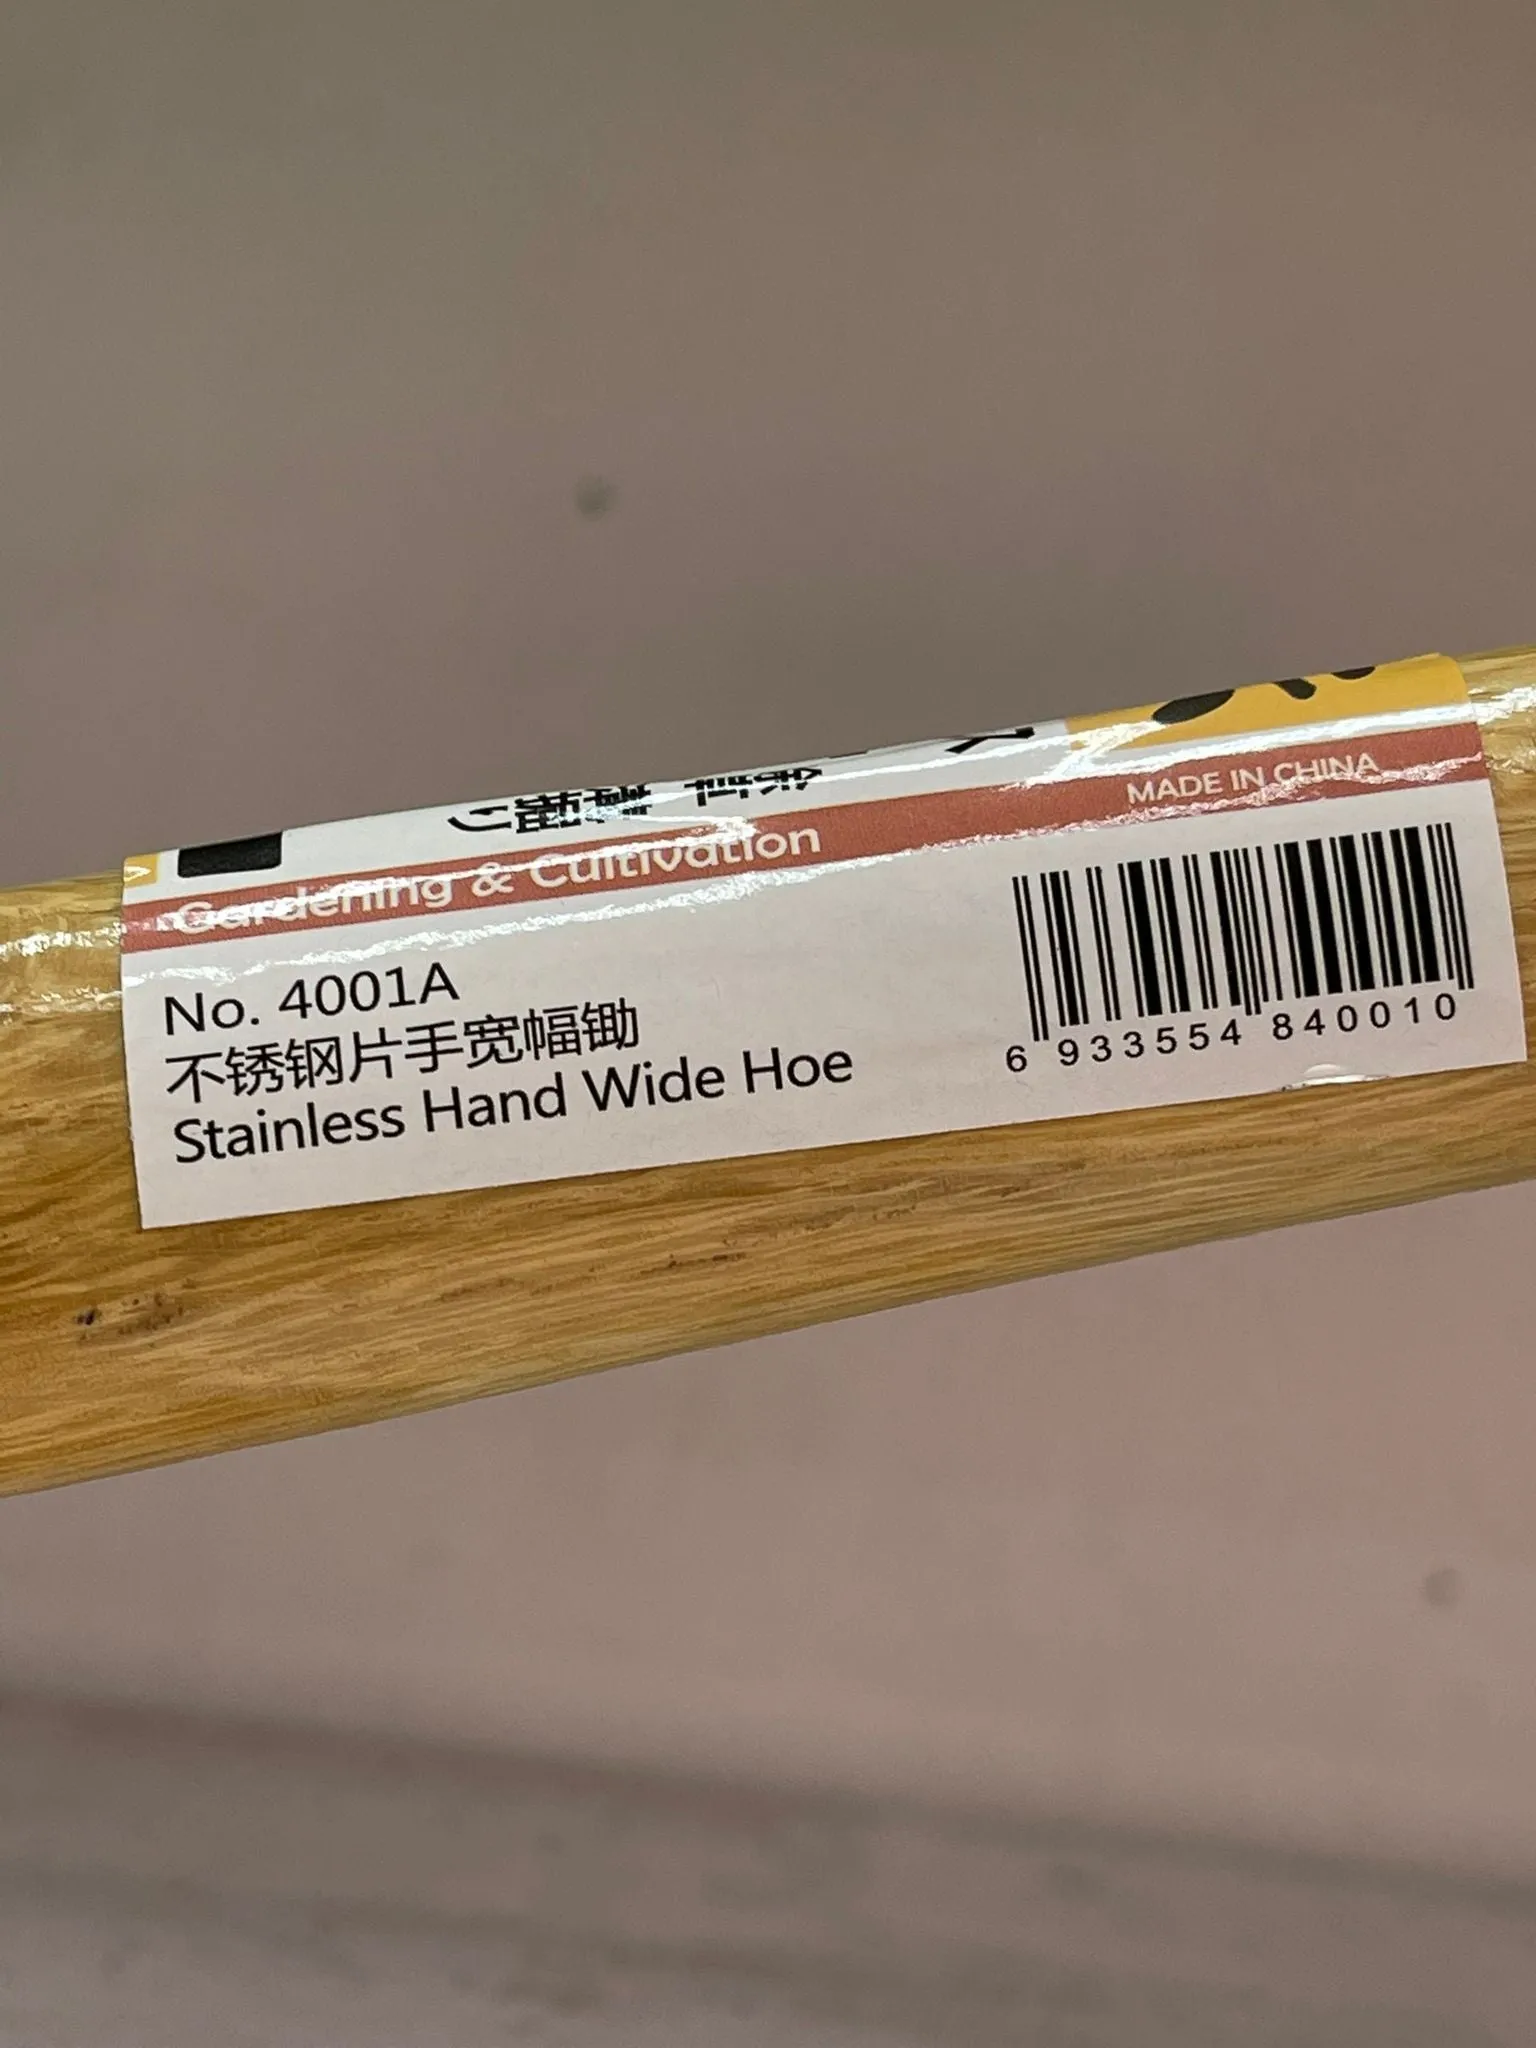 Gardening & Cultivation
MADE IN CHINA
No. 4001A
不锈钢片手宽幅锄
Stainless Hand Wide Hoe
6 933554 840010